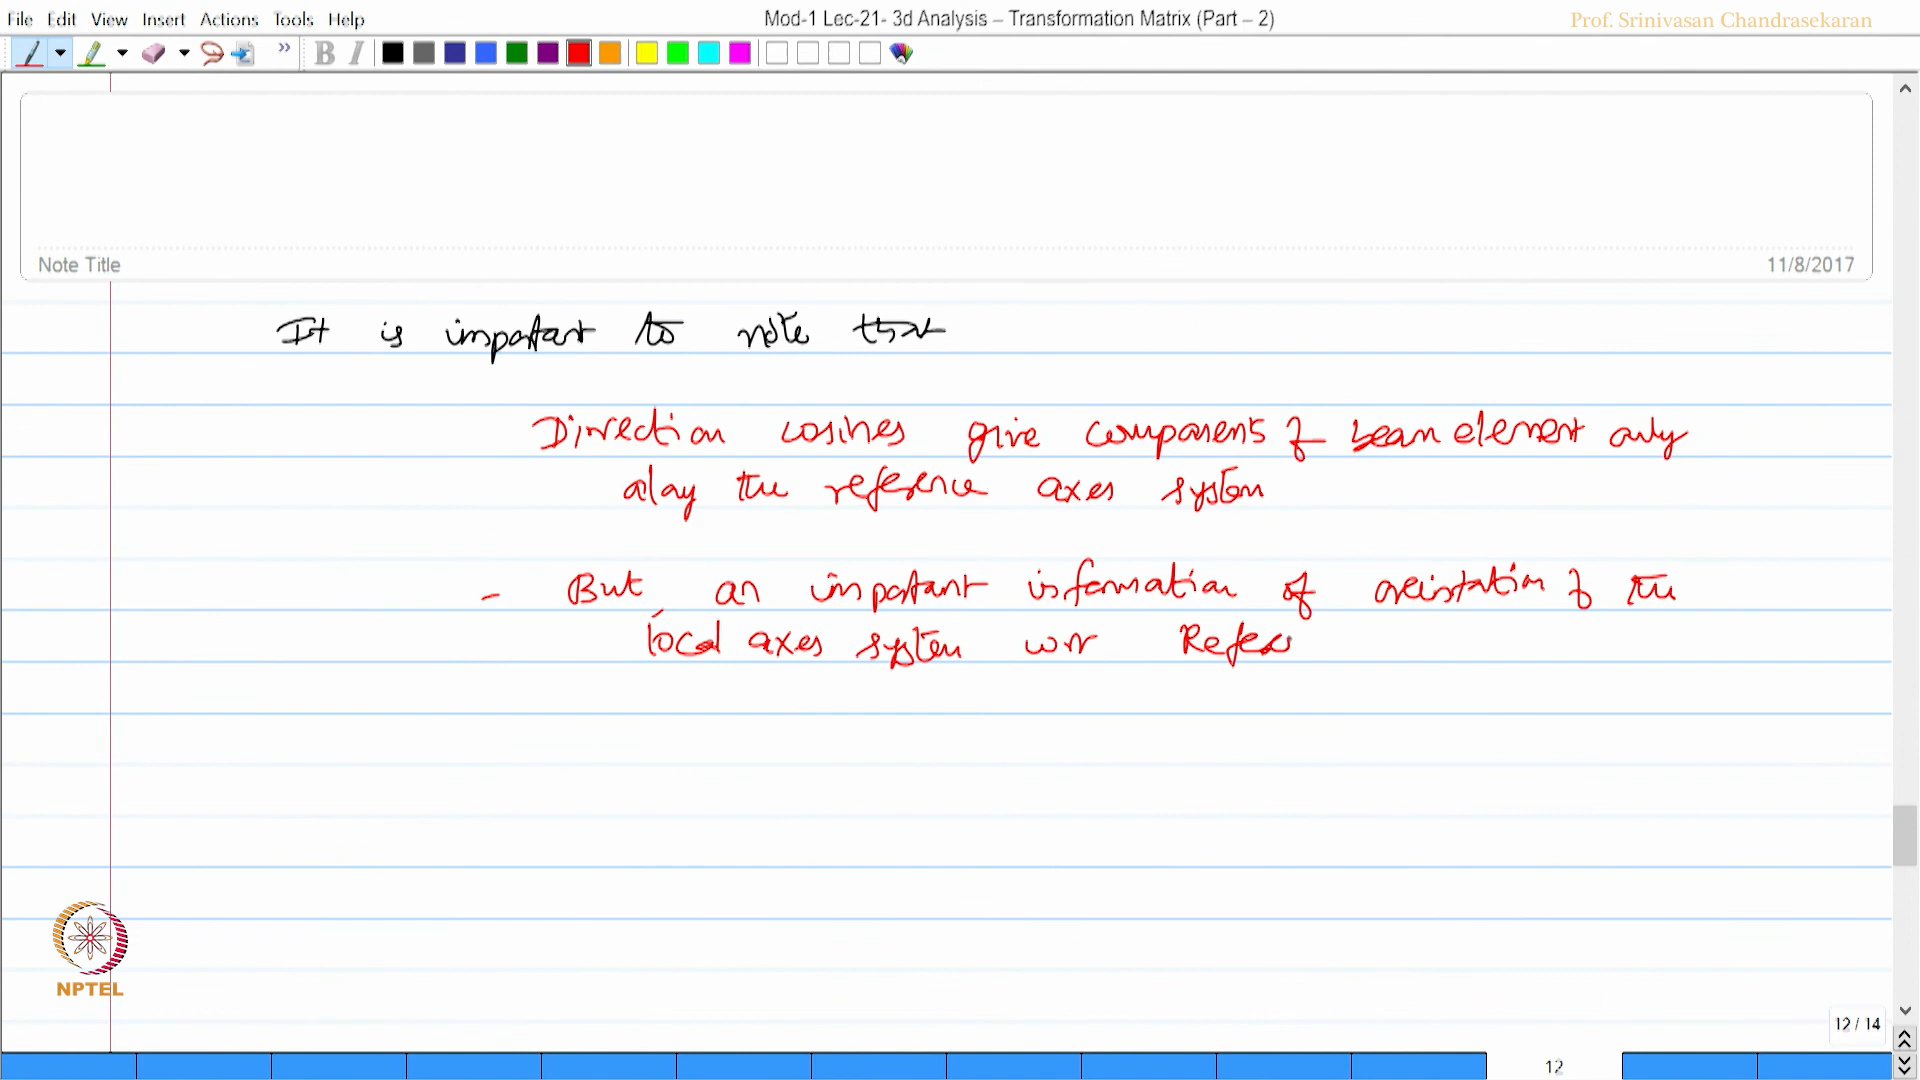 File Edit View Insert Actions Tools Help
Mod-1 Lec-21- 3d Analysis – Transformation Matrix (Part – 2)
Prof. Srinivasan Chandrasekaran
B I
Note Title
11/8/2017
It is important to note that
Direction cosines give components of beam element only
along the reference axes system
- But, an important information of orientation of the
local axes system wrt Referen
NPTEL
12 / 14
12